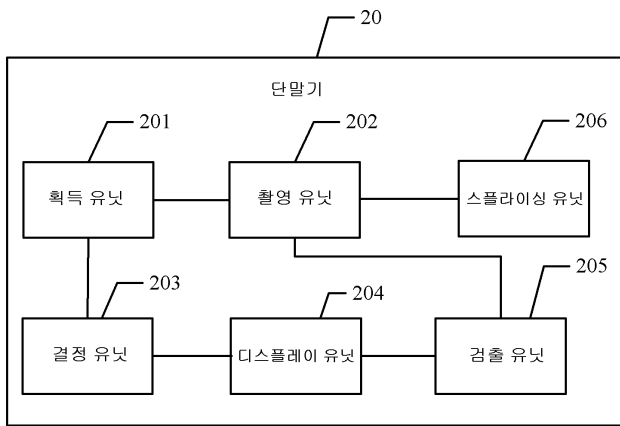 20
단말기
201
202
206
획득 유닛
촬영 유닛
스플라이싱 유닛
203
204
205
결정 유닛
디스플레이 유닛
검출 유닛